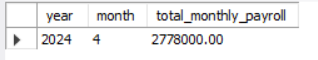 year month total_monthly_payroll
2024 4 2778000.00